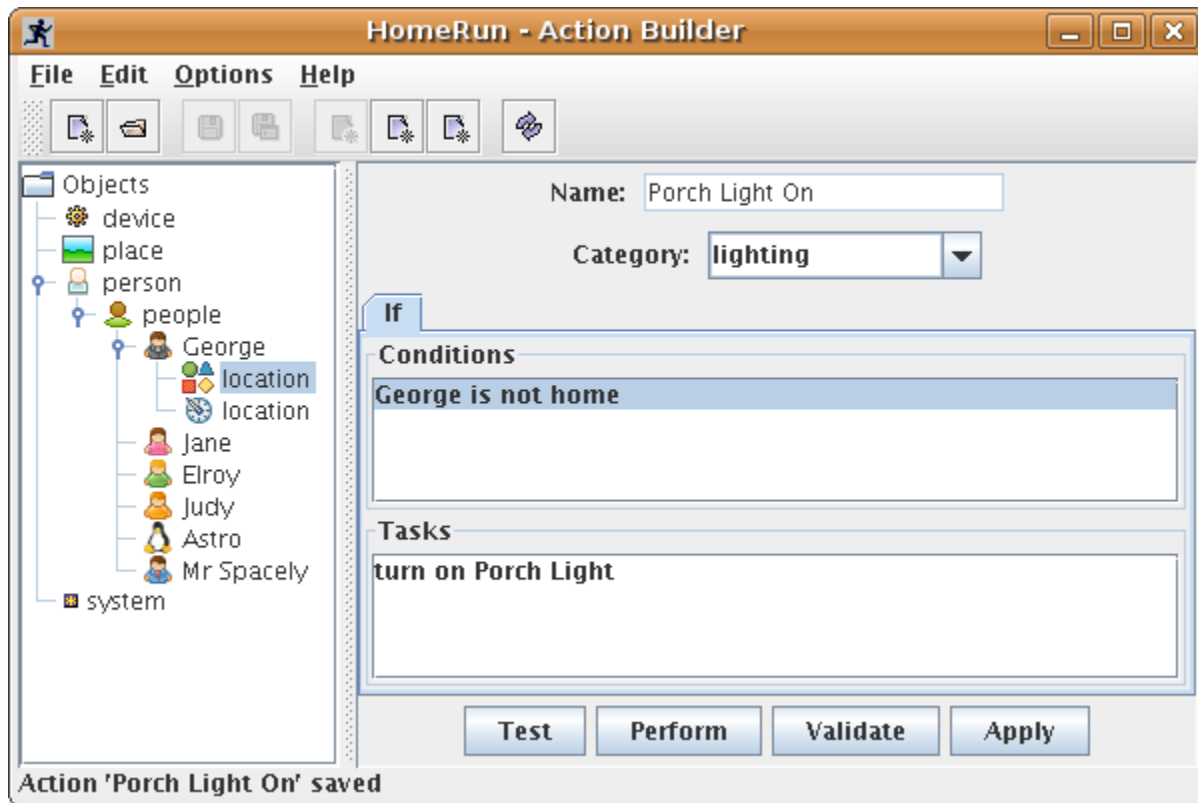 HomeRun - Action Builder
File Edit Options Help
Objects
device
place
person
people
George
location
location
Jane
Elroy
Judy
Astro
Mr Spacely
system
Name: Porch Light On
Category: lighting
If
Conditions
George is not home
Tasks
turn on Porch Light
Test Perform Validate Apply
Action 'Porch Light On' saved